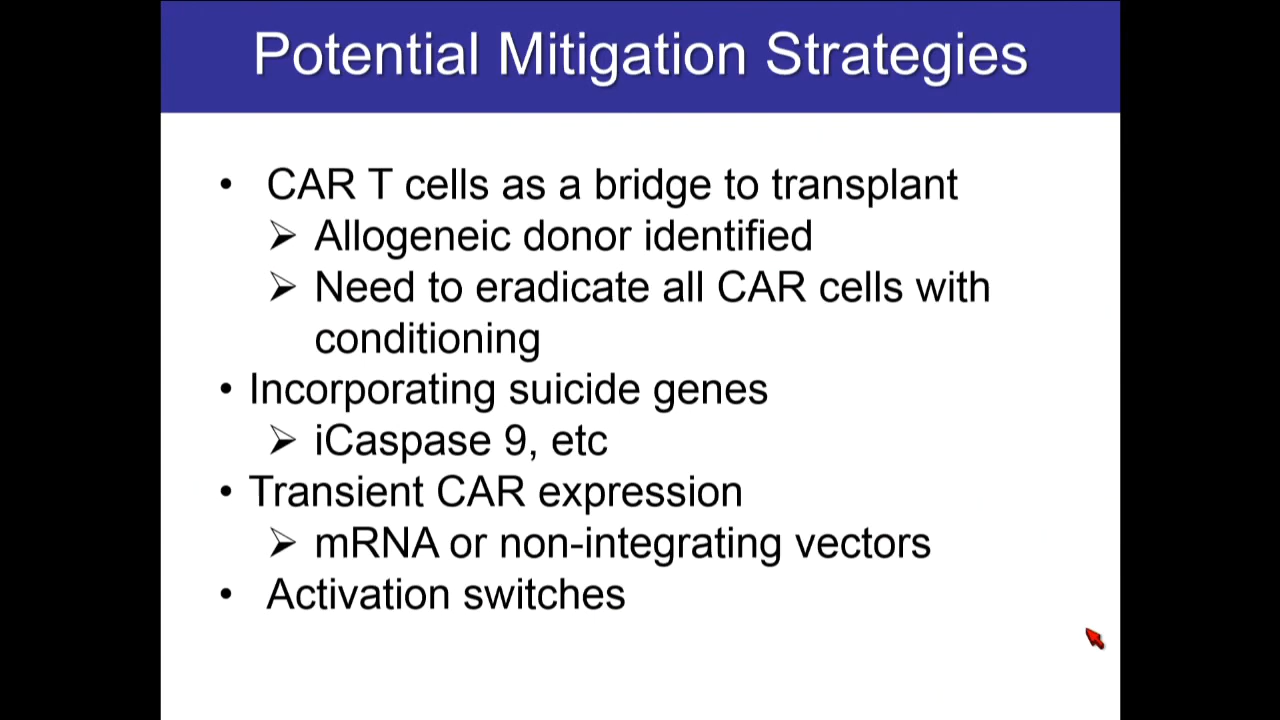 Potential Mitigation Strategies
• CAR T cells as a bridge to transplant
➢ Allogeneic donor identified
➢ Need to eradicate all CAR cells with
conditioning
• Incorporating suicide genes
➢ iCaspase 9, etc
• Transient CAR expression
➢ mRNA or non-integrating vectors
• Activation switches